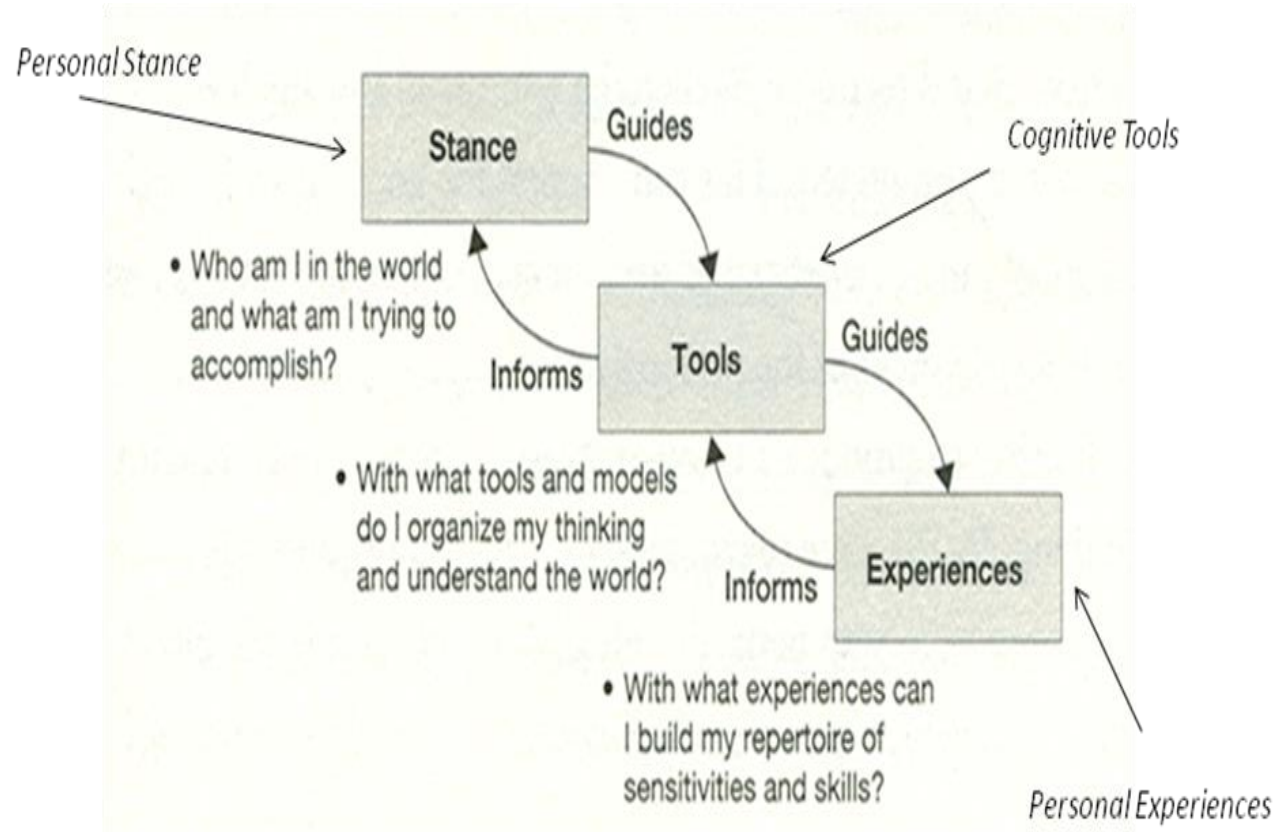 Personal Stance
Stance
Guides
Cognitive Tools
• Who am I in the world
and what am I trying to
accomplish?
Informs
Tools
Guides
• With what tools and models
do I organize my thinking
and understand the world?
Informs
Experiences
• With what experiences can
I build my repertoire of
sensitivities and skills?
Personal Experiences